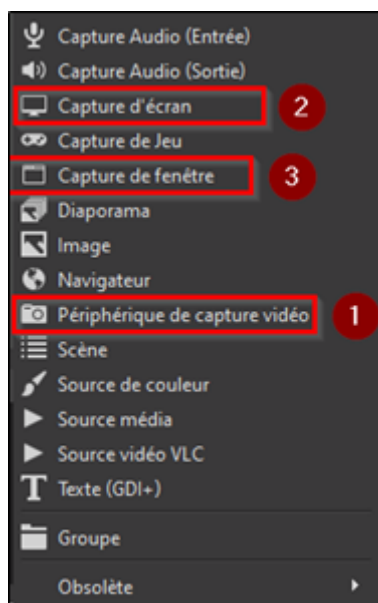 Capture Audio (Entrée)
Capture Audio (Sortie)
Capture d'écran 2
Capture de Jeu
Capture de fenêtre 3
Diaporama
Image
Navigateur
Périphérique de capture vidéo 1
Scène
Source de couleur
Source média
Source vidéo VLC
Texte (GDI+)
Groupe
Obsolète